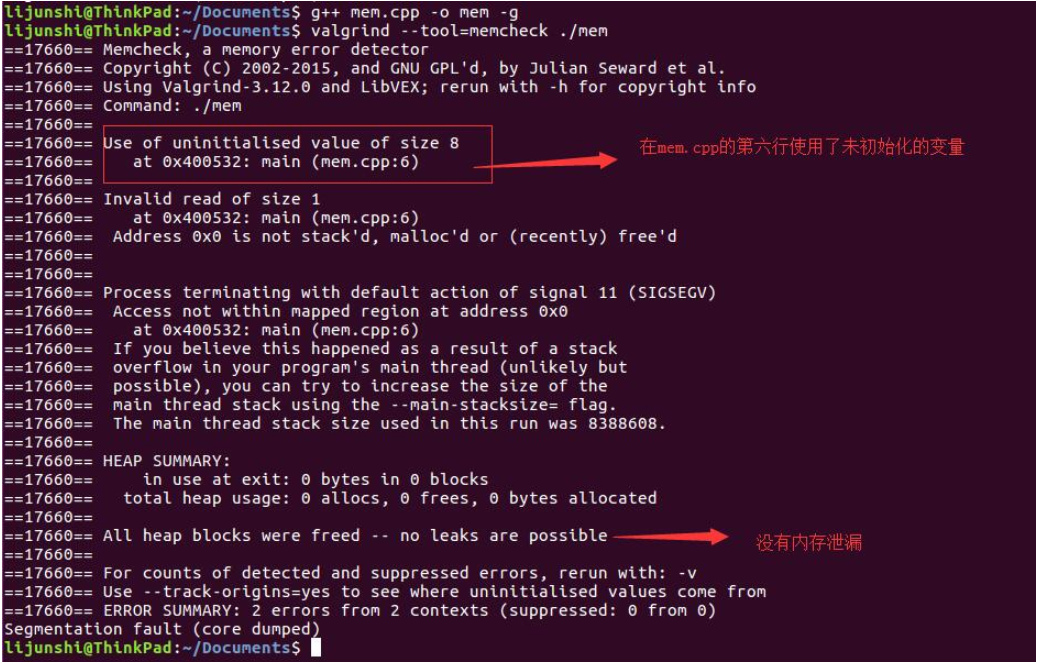 lijunshi@ThinkPad:~/Documents$ g++ mem.cpp -o mem -g
lijunshi@ThinkPad:~/Documents$ valgrind --tool=memcheck ./mem
==17660== Memcheck, a memory error detector
==17660== Copyright (C) 2002-2015, and GNU GPL'd, by Julian Seward et al.
==17660== Using Valgrind-3.12.0 and LibVEX; rerun with -h for copyright info
==17660== Command: ./mem
==17660==
==17660== Use of uninitialised value of size 8
==17660==    at 0x400532: main (mem.cpp:6)
在mem.cpp的第六行使用了未初始化的变量
==17660==
==17660== Invalid read of size 1
==17660==    at 0x400532: main (mem.cpp:6)
==17660==  Address 0x0 is not stack'd, malloc'd or (recently) free'd
==17660==
==17660==
==17660== Process terminating with default action of signal 11 (SIGSEGV)
==17660==  Access not within mapped region at address 0x0
==17660==    at 0x400532: main (mem.cpp:6)
==17660==  If you believe this happened as a result of a stack
==17660==  overflow in your program's main thread (unlikely but
==17660==  possible), you can try to increase the size of the
==17660==  main thread stack using the --main-stacksize= flag.
==17660==  The main thread stack size used in this run was 8388608.
==17660==
==17660== HEAP SUMMARY:
==17660==     in use at exit: 0 bytes in 0 blocks
==17660==   total heap usage: 0 allocs, 0 frees, 0 bytes allocated
==17660==
==17660== All heap blocks were freed -- no leaks are possible
没有内存泄漏
==17660==
==17660== For counts of detected and suppressed errors, rerun with: -v
==17660== Use --track-origins=yes to see where uninitialised values come from
==17660== ERROR SUMMARY: 2 errors from 2 contexts (suppressed: 0 from 0)
Segmentation fault (core dumped)
lijunshi@ThinkPad:~/Documents$